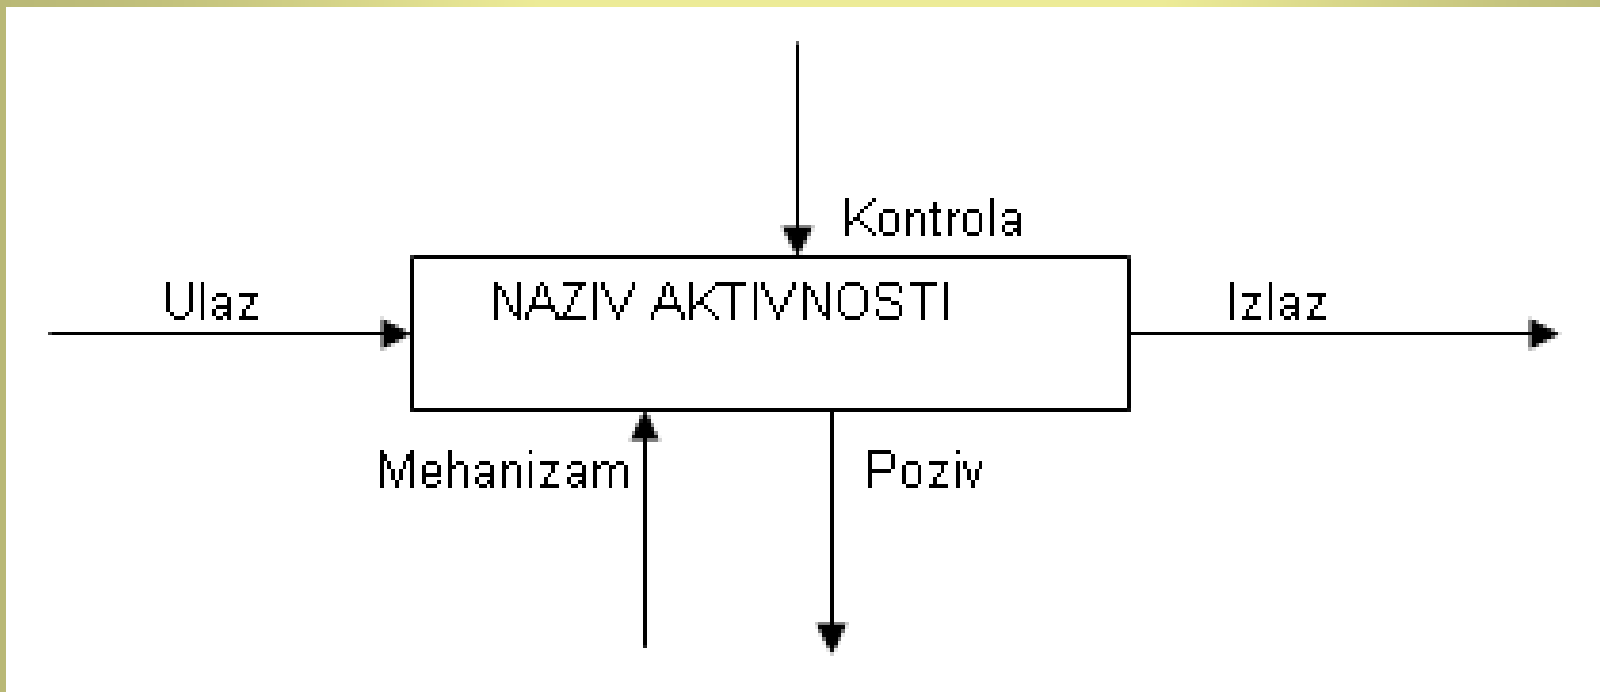 Kontrola
Ulaz
NAZIV AKTIVNOSTI
Izlaz
Mehanizam
Poziv